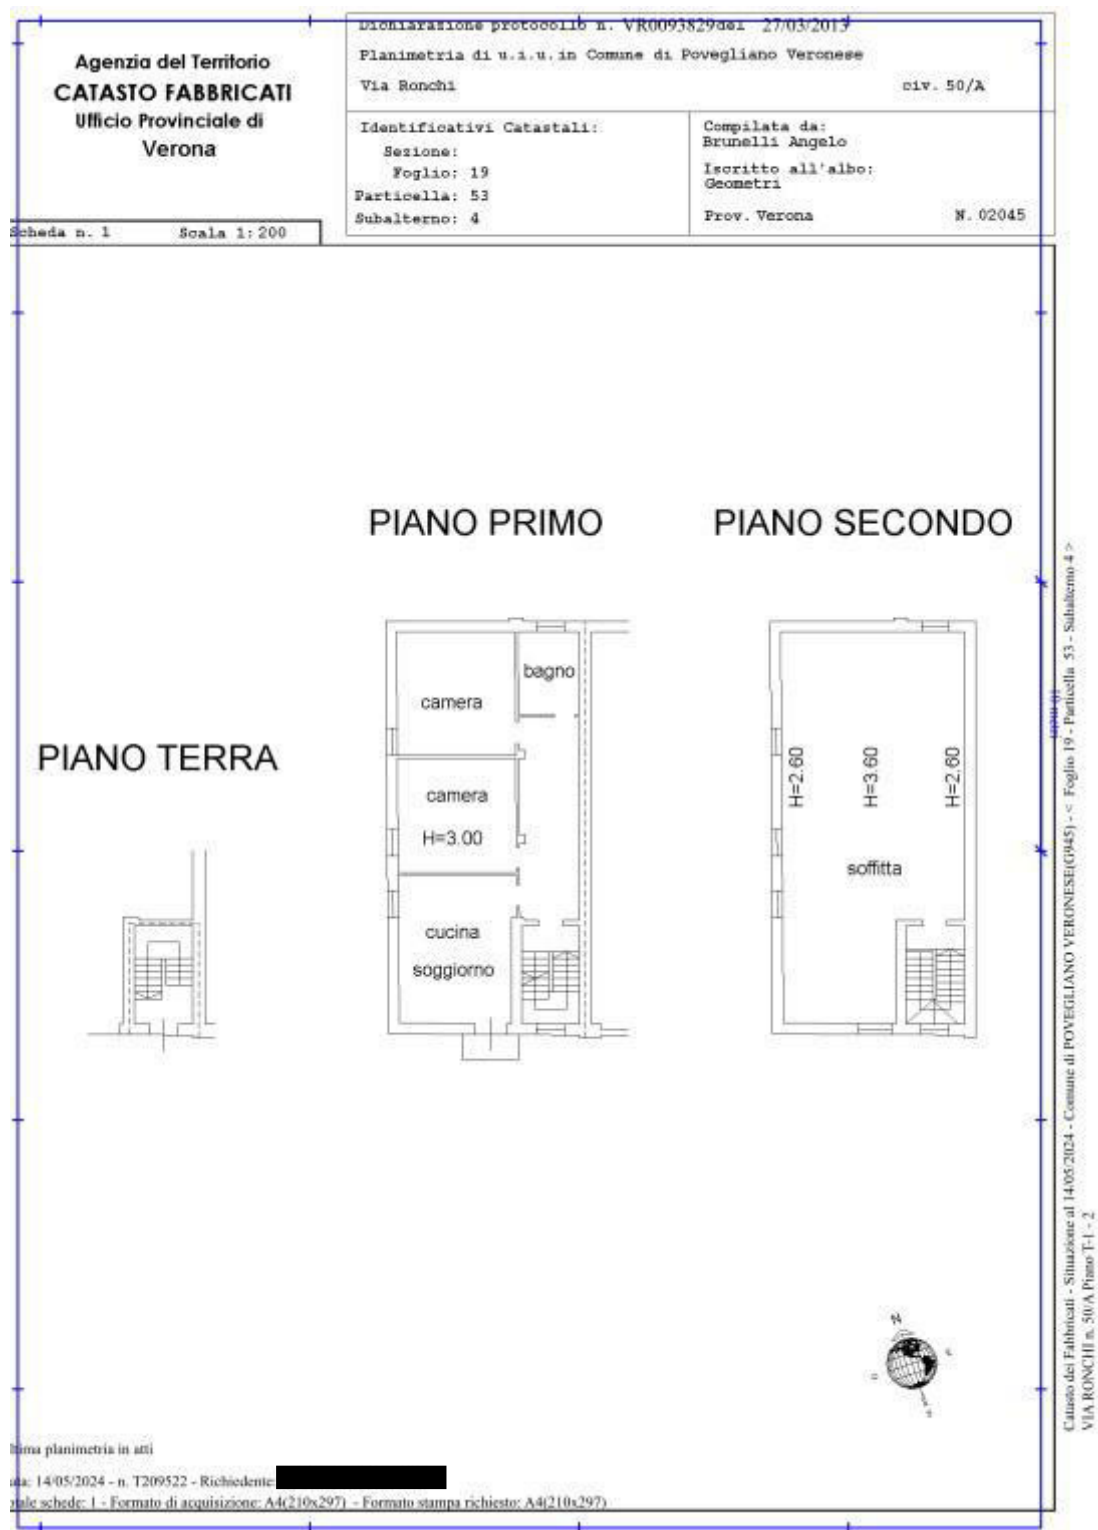 Agenzia del Territorio
CATASTO FABBRICATI
Ufficio Provinciale di
Verona
Dichiarazione protocollo n. VR0093829del 27/03/2013
Planimetria di u.i.u. in Comune di Povegliano Veronese
Via Ronchi civ. 50/A
Identificativi Catastali:
Sezione:
Foglio: 19
Particella: 53
Subalterno: 4
Compilata da:
Brunelli Angelo
Iscritto all'albo:
Geometri
Prov. Verona N. 02045
Scheda n. 1 Scala 1:200
PIANO PRIMO
PIANO SECONDO
PIANO TERRA
bagno
camera
camera
H=3.00
cucina
soggiorno
H=2.60
H=3.60
H=2.60
soffitta
N
10 metri
Catasto dei Fabbricati - Situazione al 14/05/2024 - Comune di POVEGLIANO VERONESE(G945) - < Foglio 19 - Particella 53 - Subalterno 4 >
VIA RONCHI n. 50/A Piano T-1 - 2
tima planimetria in atti
ata: 14/05/2024 - n. T209522 - Richiedente:
tale schede: 1 - Formato di acquisizione: A4(210x297) - Formato stampa richiesto: A4(210x297)